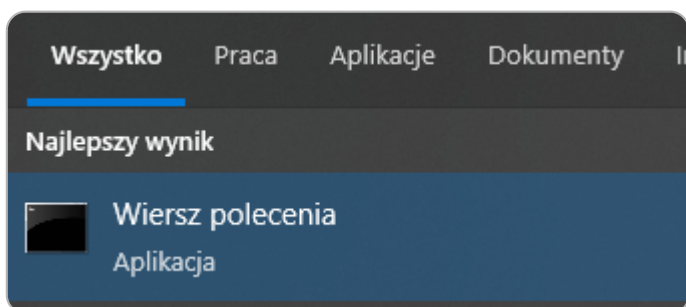 Wszystko Praca Aplikacje Dokumenty
Najlepszy wynik
Wiersz polecenia
Aplikacja